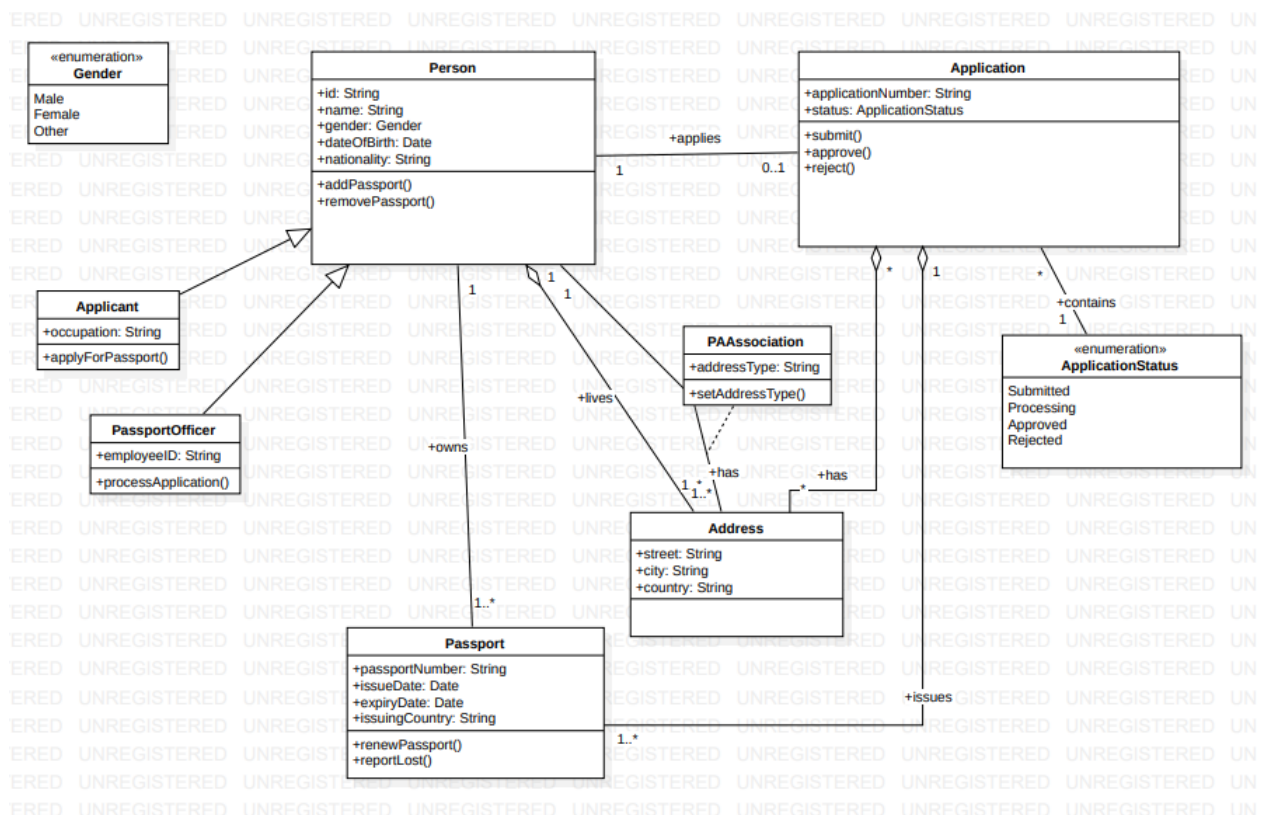 «enumeration»
Gender
Male
Female
Other
Person
+id: String
+name: String
+gender: Gender
+dateOfBirth: Date
+nationality: String
+addPassport()
+removePassport()
Application
+applicationNumber: String
+status: ApplicationStatus
+submit()
+approve()
+reject()
+applies
1
0..1
Applicant
+occupation: String
+applyForPassport()
PassportOfficer
+employeeID: String
+processApplication()
1
1
1
*
1
*
+contains
1
PAAssociation
+addressType: String
+setAddressType()
«enumeration»
ApplicationStatus
Submitted
Processing
Approved
Rejected
+lives
+owns
+has
+has
1..*
1..*
*
Address
+street: String
+city: String
+country: String
1..*
Passport
+passportNumber: String
+issueDate: Date
+expiryDate: Date
+issuingCountry: String
+renewPassport()
+reportLost()
+issues
1..*